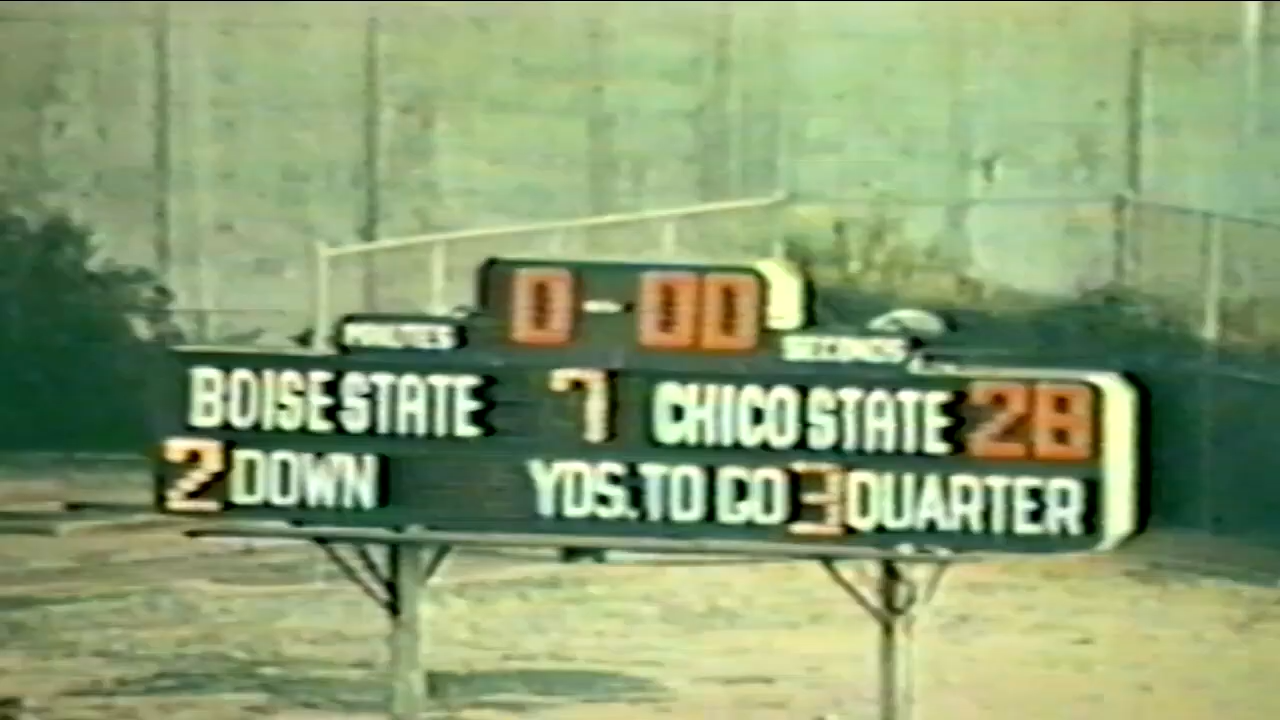 0-00
MINUTES SECONDS
BOISE STATE 7 CHICO STATE 28
2 DOWN YDS. TO GO 3 QUARTER